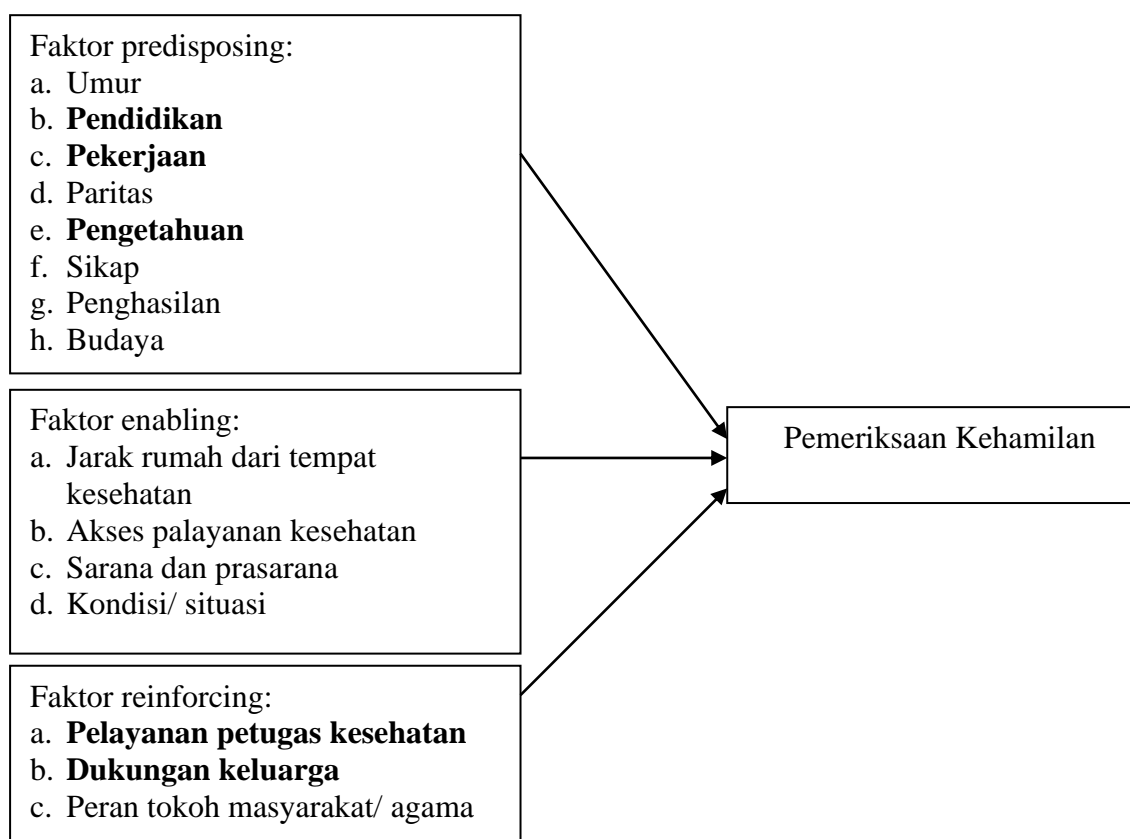 Faktor predisposing:
a. Umur
b. Pendidikan
c. Pekerjaan
d. Paritas
e. Pengetahuan
f. Sikap
g. Penghasilan
h. Budaya
Faktor enabling:
a. Jarak rumah dari tempat
kesehatan
b. Akses palayanan kesehatan
c. Sarana dan prasarana
d. Kondisi/ situasi
Pemeriksaan Kehamilan
Faktor reinforcing:
a. Pelayanan petugas kesehatan
b. Dukungan keluarga
c. Peran tokoh masyarakat/ agama